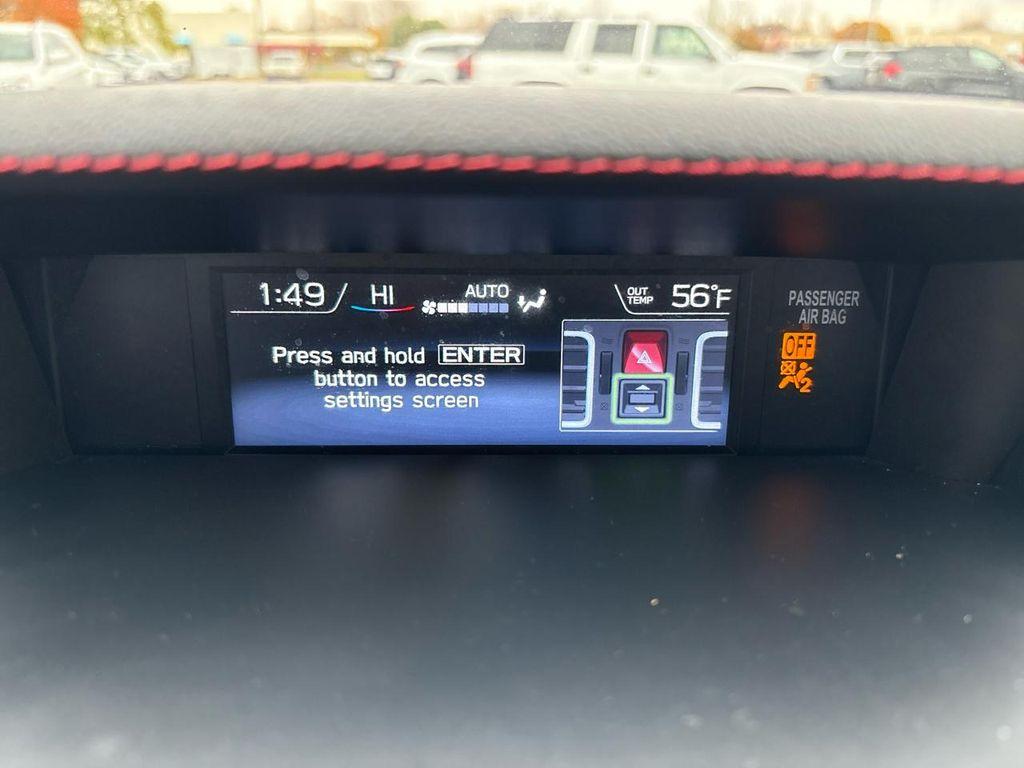 1:49 HI AUTO OUT TEMP 56°F
Press and hold ENTER
button to access
settings screen
PASSENGER
AIR BAG
OFF
2